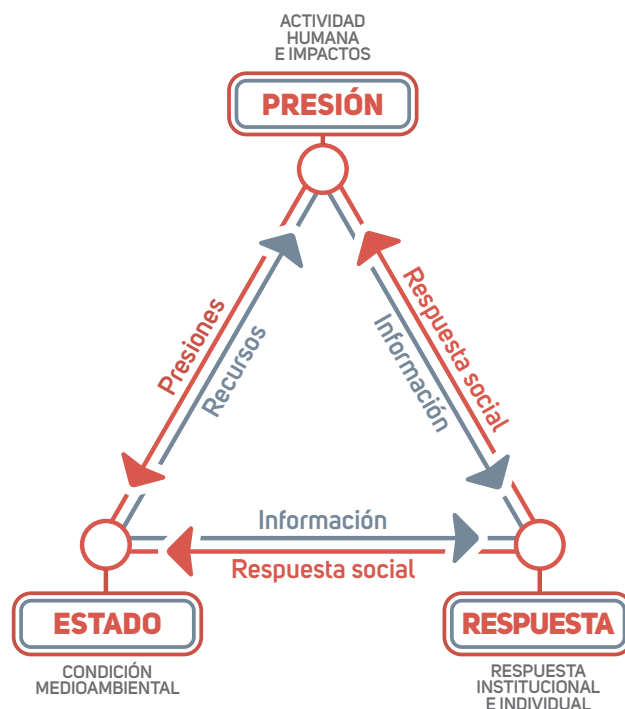 ACTIVIDAD
HUMANA
E IMPACTOS
PRESIÓN
Presiones
Recursos
Información
Respuesta social
Información
Respuesta social
ESTADO
CONDICIÓN
MEDIOAMBIENTAL
RESPUESTA
RESPUESTA
INSTITUCIONAL
E INDIVIDUAL